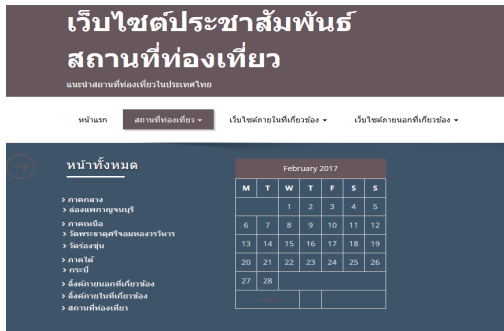 เว็บไซต์ประชาสัมพันธ์
สถานที่ท่องเที่ยว
แนะนำสถานที่ท่องเที่ยวในประเทศไทย
หน้าแรก สถานที่ท่องเที่ยว เว็บไซต์ภายในที่เกี่ยวข้อง เว็บไซต์ภายนอกที่เกี่ยวข้อง
หน้าทั้งหมด
> ภาคกลาง
> ล่องแพกาญจนบุรี
> ภาคเหนือ
> วัดพระธาตุศรีจอมทองวรวิหาร
> วัดร่องขุ่น
> ภาคใต้
> กระบี่
> ลิ้งค์ภายนอกที่เกี่ยวข้อง
> ลิ้งค์ภายในที่เกี่ยวข้อง
> สถานที่ท่องเที่ยว
February 2017
M T W T F S S
1 2 3 4 5
6 7 8 9 10 11 12
13 14 15 16 17 18 19
20 21 22 23 24 25 26
27 28